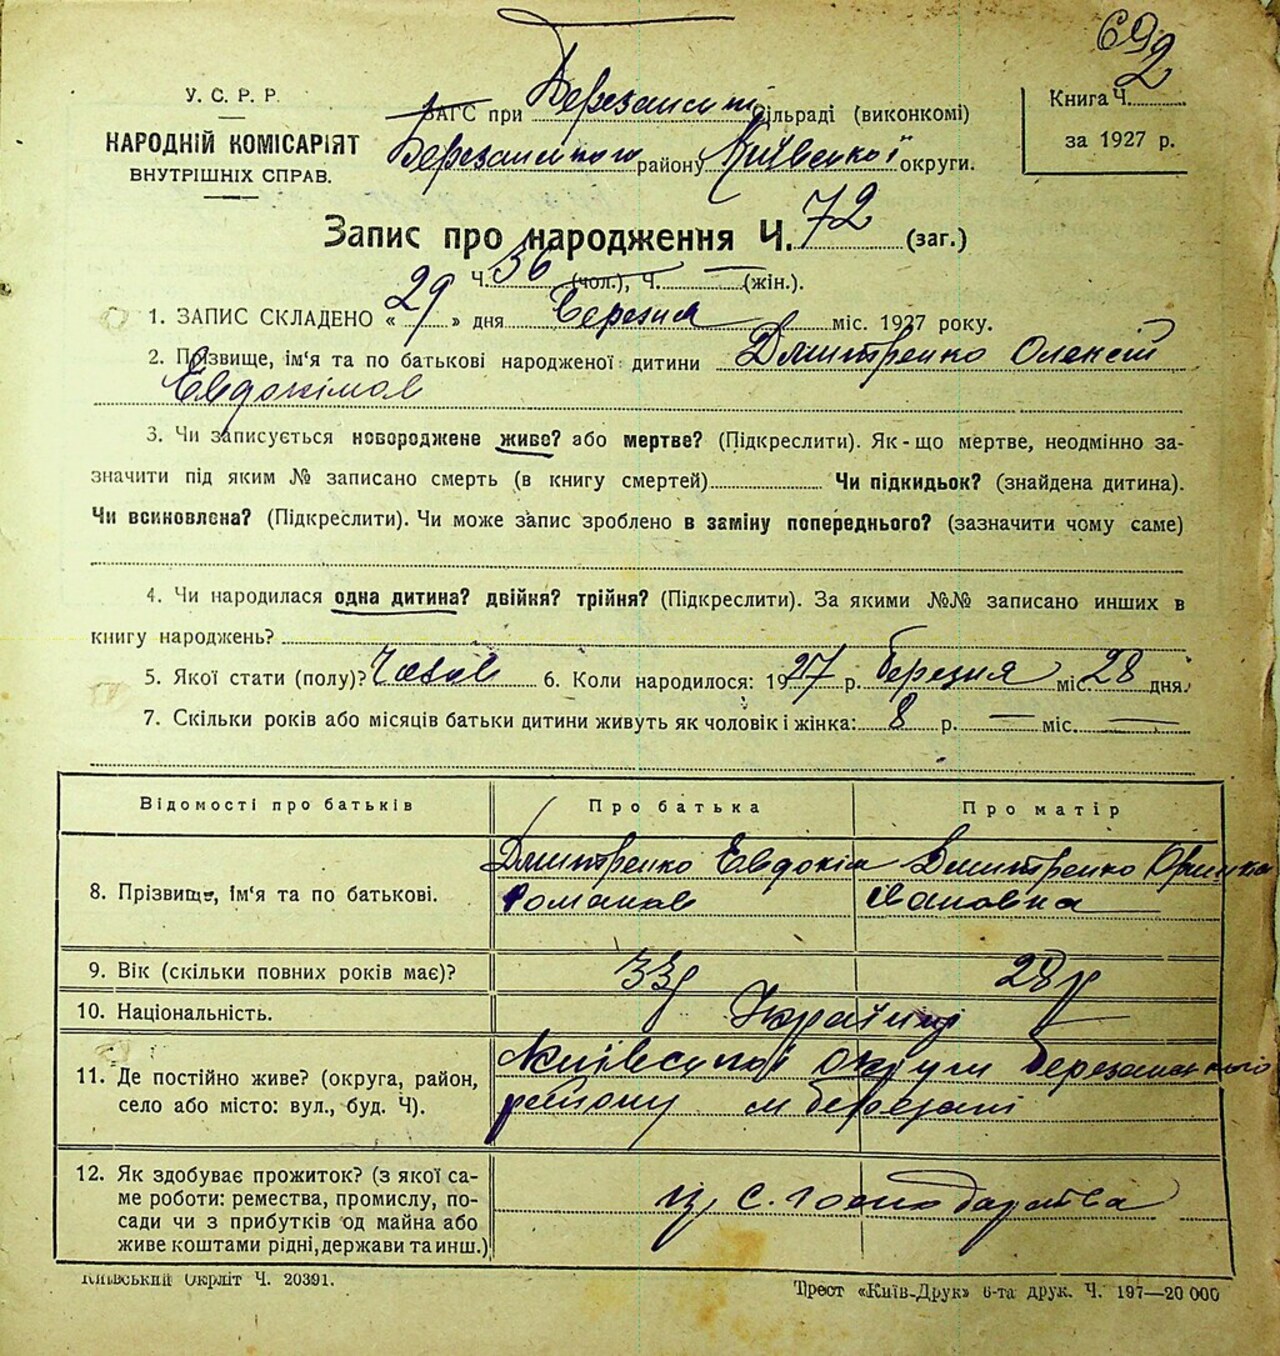 692
У. С. Р. Р.
НАРОДНІЙ КОМІСАРІЯТ
ВНУТРІШНІХ СПРАВ.
ЗАГС при Березанській сільраді (виконкомі)
Березанського району Київської округи.
Книга Ч.
за 1927 р.
Запис про народження Ч. 72 (заг.)
Ч. 36 (чол.), Ч. — (жін.).
1. ЗАПИС СКЛАДЕНО « 29 » дня березня міс. 1927 року.
2. Прізвище, ім'я та по батькові народженої дитини Дмитренко Олексій
Евдокімов
3. Чи записується новороджене живе? або мертве? (Підкреслити). Як-що мертве, неодмінно за-
значити під яким № записано смерть (в книгу смертей) Чи підкидьок? (знайдена дитина).
Чи всиновлена? (Підкреслити). Чи може запис зроблено в заміну попереднього? (зазначити чому саме)
4. Чи народилася одна дитина? двійня? трійня? (Підкреслити). За якими №№ записано инших в
книгу народжень?
5. Якої стати (полу)? Чолов 6. Коли народилося: 1927 р. березня міс. 28 дня.
7. Скільки років або місяців батьки дитини живуть як чоловік і жінка: 8 р. — міс. —
Відомості про батьків Про батька Про матір
8. Прізвище, ім'я та по батькові. Дмитренко Евдокім Дмитренко Оришка
Романов Івановна
9. Вік (скільки повних років має)? 33 р 28 р
10. Національність. Українці
11. Де постійно живе? (округа, район,
село або місто: вул., буд. Ч). Київської округи Березанського
району м Березані
12. Як здобуває прожиток? (з якої са-
ме роботи: ремества, промислу, по-
сади чи з прибутків од майна або
живе коштами рідні, держави та инш.) із с. господарства
Київський Окрліт Ч. 20391.
Трест «Київ-Друк» 6-та друк. Ч. 197—20 000